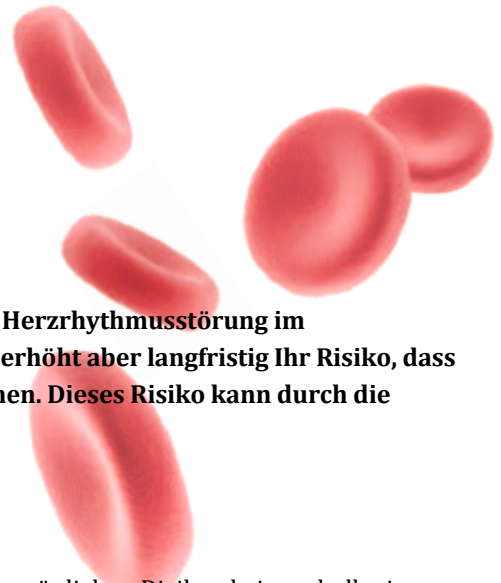 Herzrhythmusstörung im
erhöht aber langfristig Ihr Risiko, dass
nen. Dieses Risiko kann durch die